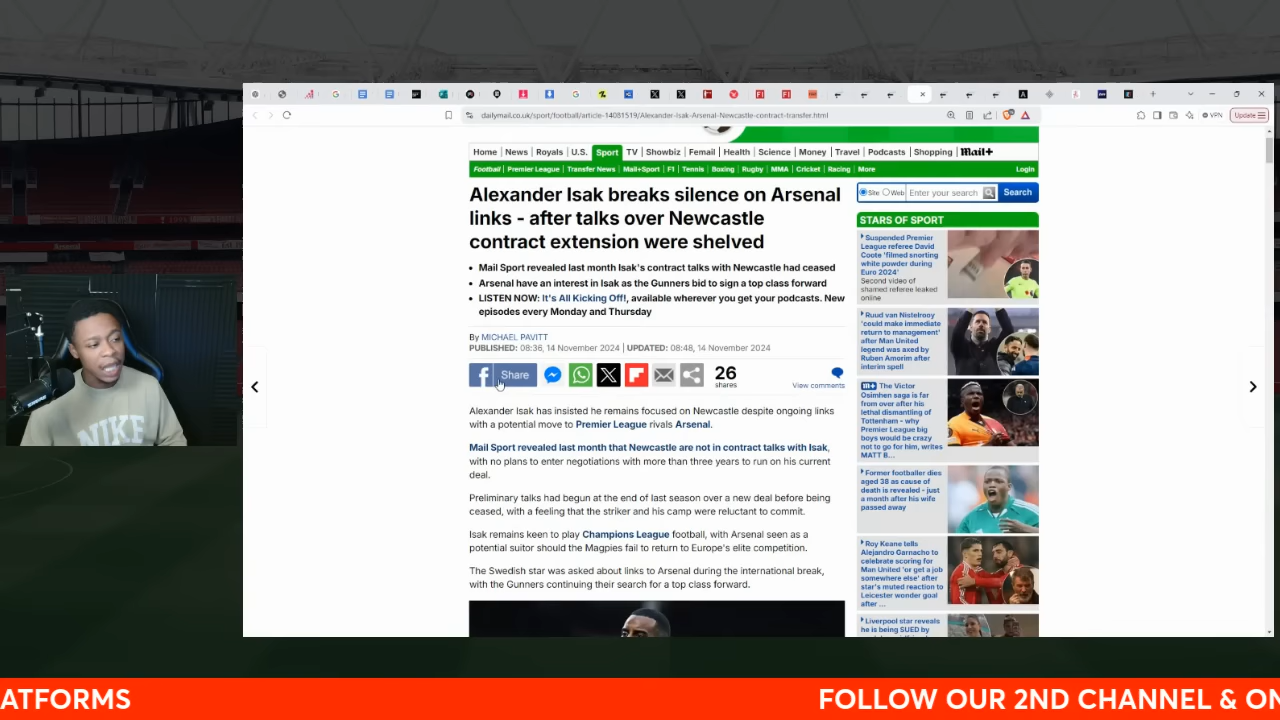 dailymail.co.uk/sport/football/article-14081519/Alexander-Isak-Arsenal-Newcastle-contract-transfer.html
VPN
Update
Home News Royals U.S. Sport TV Showbiz Femail Health Science Money Travel Podcasts Shopping Mail+
Football Premier League Transfer News Mail+Sport F1 Tennis Boxing Rugby MMA Cricket Racing More Login
Alexander Isak breaks silence on Arsenal
links - after talks over Newcastle
contract extension were shelved
Mail Sport revealed last month Isak's contract talks with Newcastle had ceased
Arsenal have an interest in Isak as the Gunners bid to sign a top class forward
LISTEN NOW: It's All Kicking Off!, available wherever you get your podcasts. New
episodes every Monday and Thursday
By MICHAEL PAVITT
PUBLISHED: 08:36, 14 November 2024 | UPDATED: 08:48, 14 November 2024
Share
26
shares
View comments
Alexander Isak has insisted he remains focused on Newcastle despite ongoing links
with a potential move to Premier League rivals Arsenal.
Mail Sport revealed last month that Newcastle are not in contract talks with Isak,
with no plans to enter negotiations with more than three years to run on his current
deal.
Preliminary talks had begun at the end of last season over a new deal before being
ceased, with a feeling that the striker and his camp were reluctant to commit.
Isak remains keen to play Champions League football, with Arsenal seen as a
potential suitor should the Magpies fail to return to Europe's elite competition.
The Swedish star was asked about links to Arsenal during the international break,
with the Gunners continuing their search for a top class forward.
Site Web Enter your search Search
STARS OF SPORT
Suspended Premier
League referee David
Coote 'filmed snorting
white powder during
Euro 2024'
Second video of
shamed referee leaked
online
Ruud van Nistelrooy
'could make immediate
return to management'
after Man United
legend was axed by
Ruben Amorim after
interim spell
The Victor
Osimhen saga is far
from over after his
lethal dismantling of
Tottenham - why
Premier League big
boys would be crazy
not to go for him, writes
MATT B...
Former footballer dies
aged 38 as cause of
death is revealed - just
a month after his wife
passed away
Roy Keane tells
Alejandro Garnacho to
celebrate scoring for
Man United 'or get a job
somewhere else' after
star's muted reaction to
Leicester wonder goal
after ...
Liverpool star reveals
he is being SUED by
NIKE
ATFORMS
FOLLOW OUR 2ND CHANNEL & ON